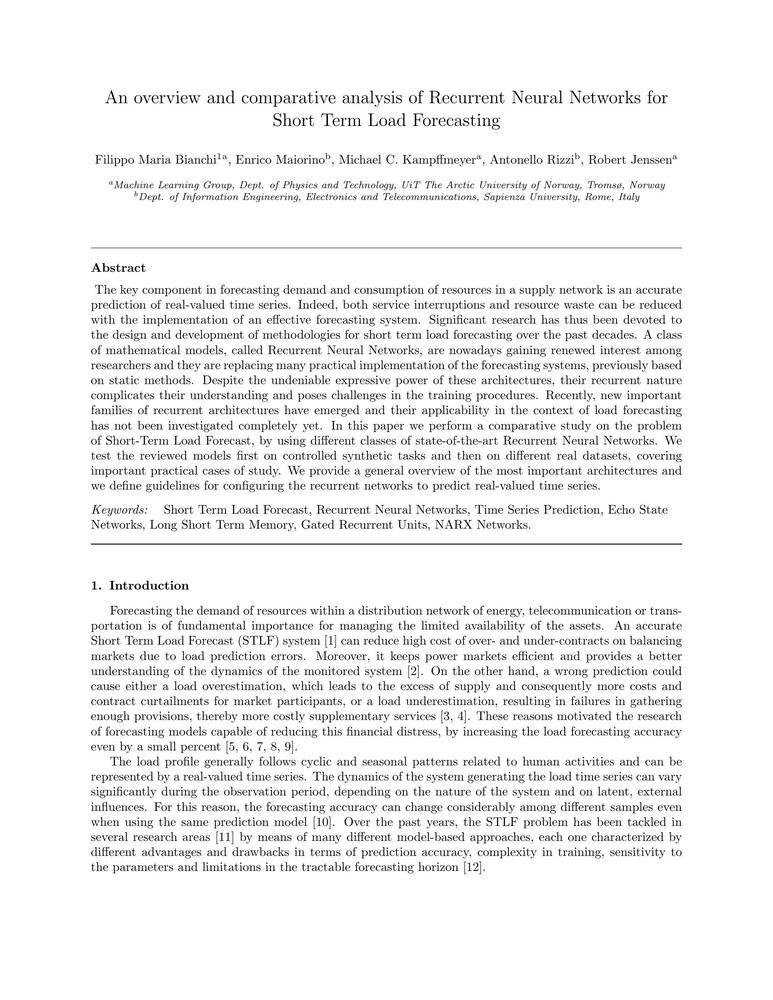 An overview and comparative analysis of Recurrent Neural Networks for
Short Term Load Forecasting
Filippo Maria Bianchi1a, Enrico Maiorinob, Michael C. Kampffmeyera, Antonello Rizzib, Robert Jenssena
aMachine Learning Group, Dept. of Physics and Technology, UiT The Arctic University of Norway, Tromsø, Norway
bDept. of Information Engineering, Electronics and Telecommunications, Sapienza University, Rome, Italy
Abstract
The key component in forecasting demand and consumption of resources in a supply network is an accurate
prediction of real-valued time series. Indeed, both service interruptions and resource waste can be reduced
with the implementation of an effective forecasting system. Significant research has thus been devoted to
the design and development of methodologies for short term load forecasting over the past decades. A class
of mathematical models, called Recurrent Neural Networks, are nowadays gaining renewed interest among
researchers and they are replacing many practical implementation of the forecasting systems, previously based
on static methods. Despite the undeniable expressive power of these architectures, their recurrent nature
complicates their understanding and poses challenges in the training procedures. Recently, new important
families of recurrent architectures have emerged and their applicability in the context of load forecasting
has not been investigated completely yet. In this paper we perform a comparative study on the problem
of Short-Term Load Forecast, by using different classes of state-of-the-art Recurrent Neural Networks. We
test the reviewed models first on controlled synthetic tasks and then on different real datasets, covering
important practical cases of study. We provide a general overview of the most important architectures and
we define guidelines for configuring the recurrent networks to predict real-valued time series.
Keywords: Short Term Load Forecast, Recurrent Neural Networks, Time Series Prediction, Echo State
Networks, Long Short Term Memory, Gated Recurrent Units, NARX Networks.
1. Introduction
Forecasting the demand of resources within a distribution network of energy, telecommunication or trans-
portation is of fundamental importance for managing the limited availability of the assets. An accurate
Short Term Load Forecast (STLF) system [1] can reduce high cost of over- and under-contracts on balancing
markets due to load prediction errors. Moreover, it keeps power markets efficient and provides a better
understanding of the dynamics of the monitored system [2]. On the other hand, a wrong prediction could
cause either a load overestimation, which leads to the excess of supply and consequently more costs and
contract curtailments for market participants, or a load underestimation, resulting in failures in gathering
enough provisions, thereby more costly supplementary services [3, 4]. These reasons motivated the research
of forecasting models capable of reducing this financial distress, by increasing the load forecasting accuracy
even by a small percent [5, 6, 7, 8, 9].
The load profile generally follows cyclic and seasonal patterns related to human activities and can be
represented by a real-valued time series. The dynamics of the system generating the load time series can vary
significantly during the observation period, depending on the nature of the system and on latent, external
influences. For this reason, the forecasting accuracy can change considerably among different samples even
when using the same prediction model [10]. Over the past years, the STLF problem has been tackled in
several research areas [11] by means of many different model-based approaches, each one characterized by
different advantages and drawbacks in terms of prediction accuracy, complexity in training, sensitivity to
the parameters and limitations in the tractable forecasting horizon [12].